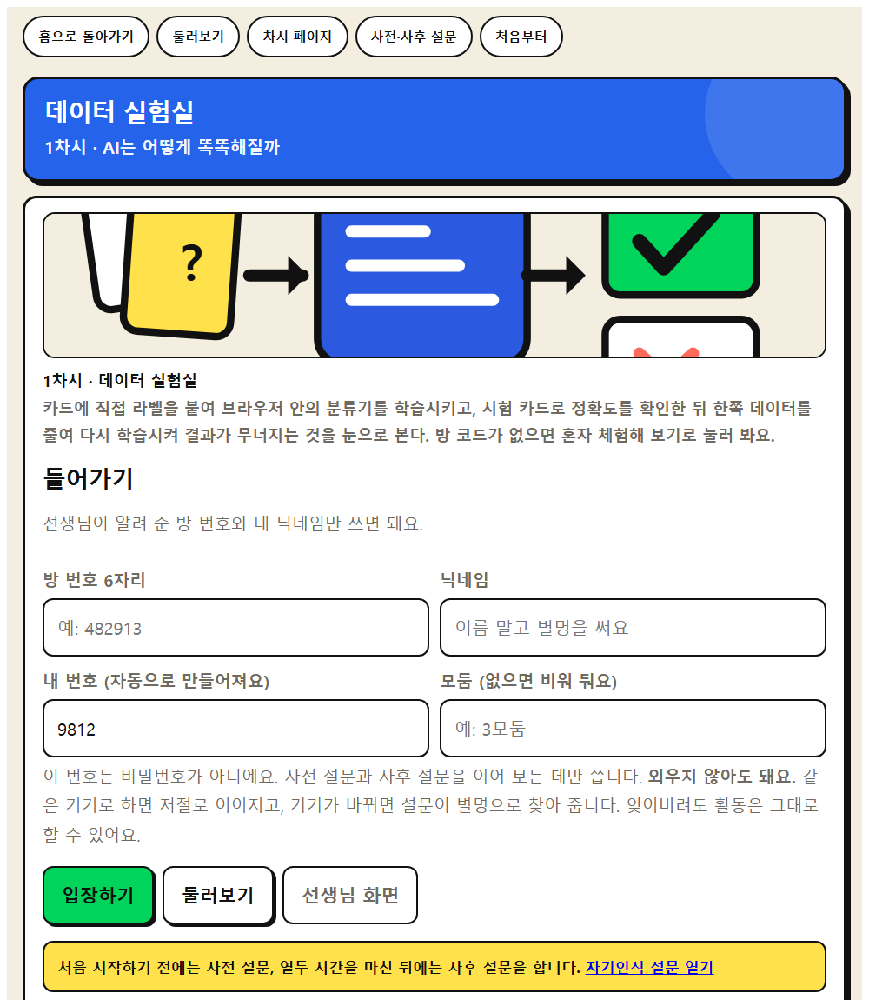 홈으로 돌아가기
둘러보기
차시 페이지
사전·사후 설문
처음부터
데이터 실험실
1차시 · AI는 어떻게 똑똑해질까
?
1차시 · 데이터 실험실
카드에 직접 라벨을 붙여 브라우저 안의 분류기를 학습시키고, 시험 카드로 정확도를 확인한 뒤 한쪽 데이터를
줄여 다시 학습시켜 결과가 무너지는 것을 눈으로 본다. 방 코드가 없으면 혼자 체험해 보기로 눌러 봐요.
들어가기
선생님이 알려 준 방 번호와 내 닉네임만 쓰면 돼요.
방 번호 6자리
닉네임
예: 482913
이름 말고 별명을 써요
내 번호 (자동으로 만들어져요)
모둠 (없으면 비워 둬요)
9812
예: 3모둠
이 번호는 비밀번호가 아니에요. 사전 설문과 사후 설문을 이어 보는 데만 씁니다. 외우지 않아도 돼요. 같
은 기기로 하면 저절로 이어지고, 기기가 바뀌면 설문이 별명으로 찾아 줍니다. 잊어버려도 활동은 그대로
할 수 있어요.
입장하기
둘러보기
선생님 화면
처음 시작하기 전에는 사전 설문, 열두 시간을 마친 뒤에는 사후 설문을 합니다. 자기인식 설문 열기